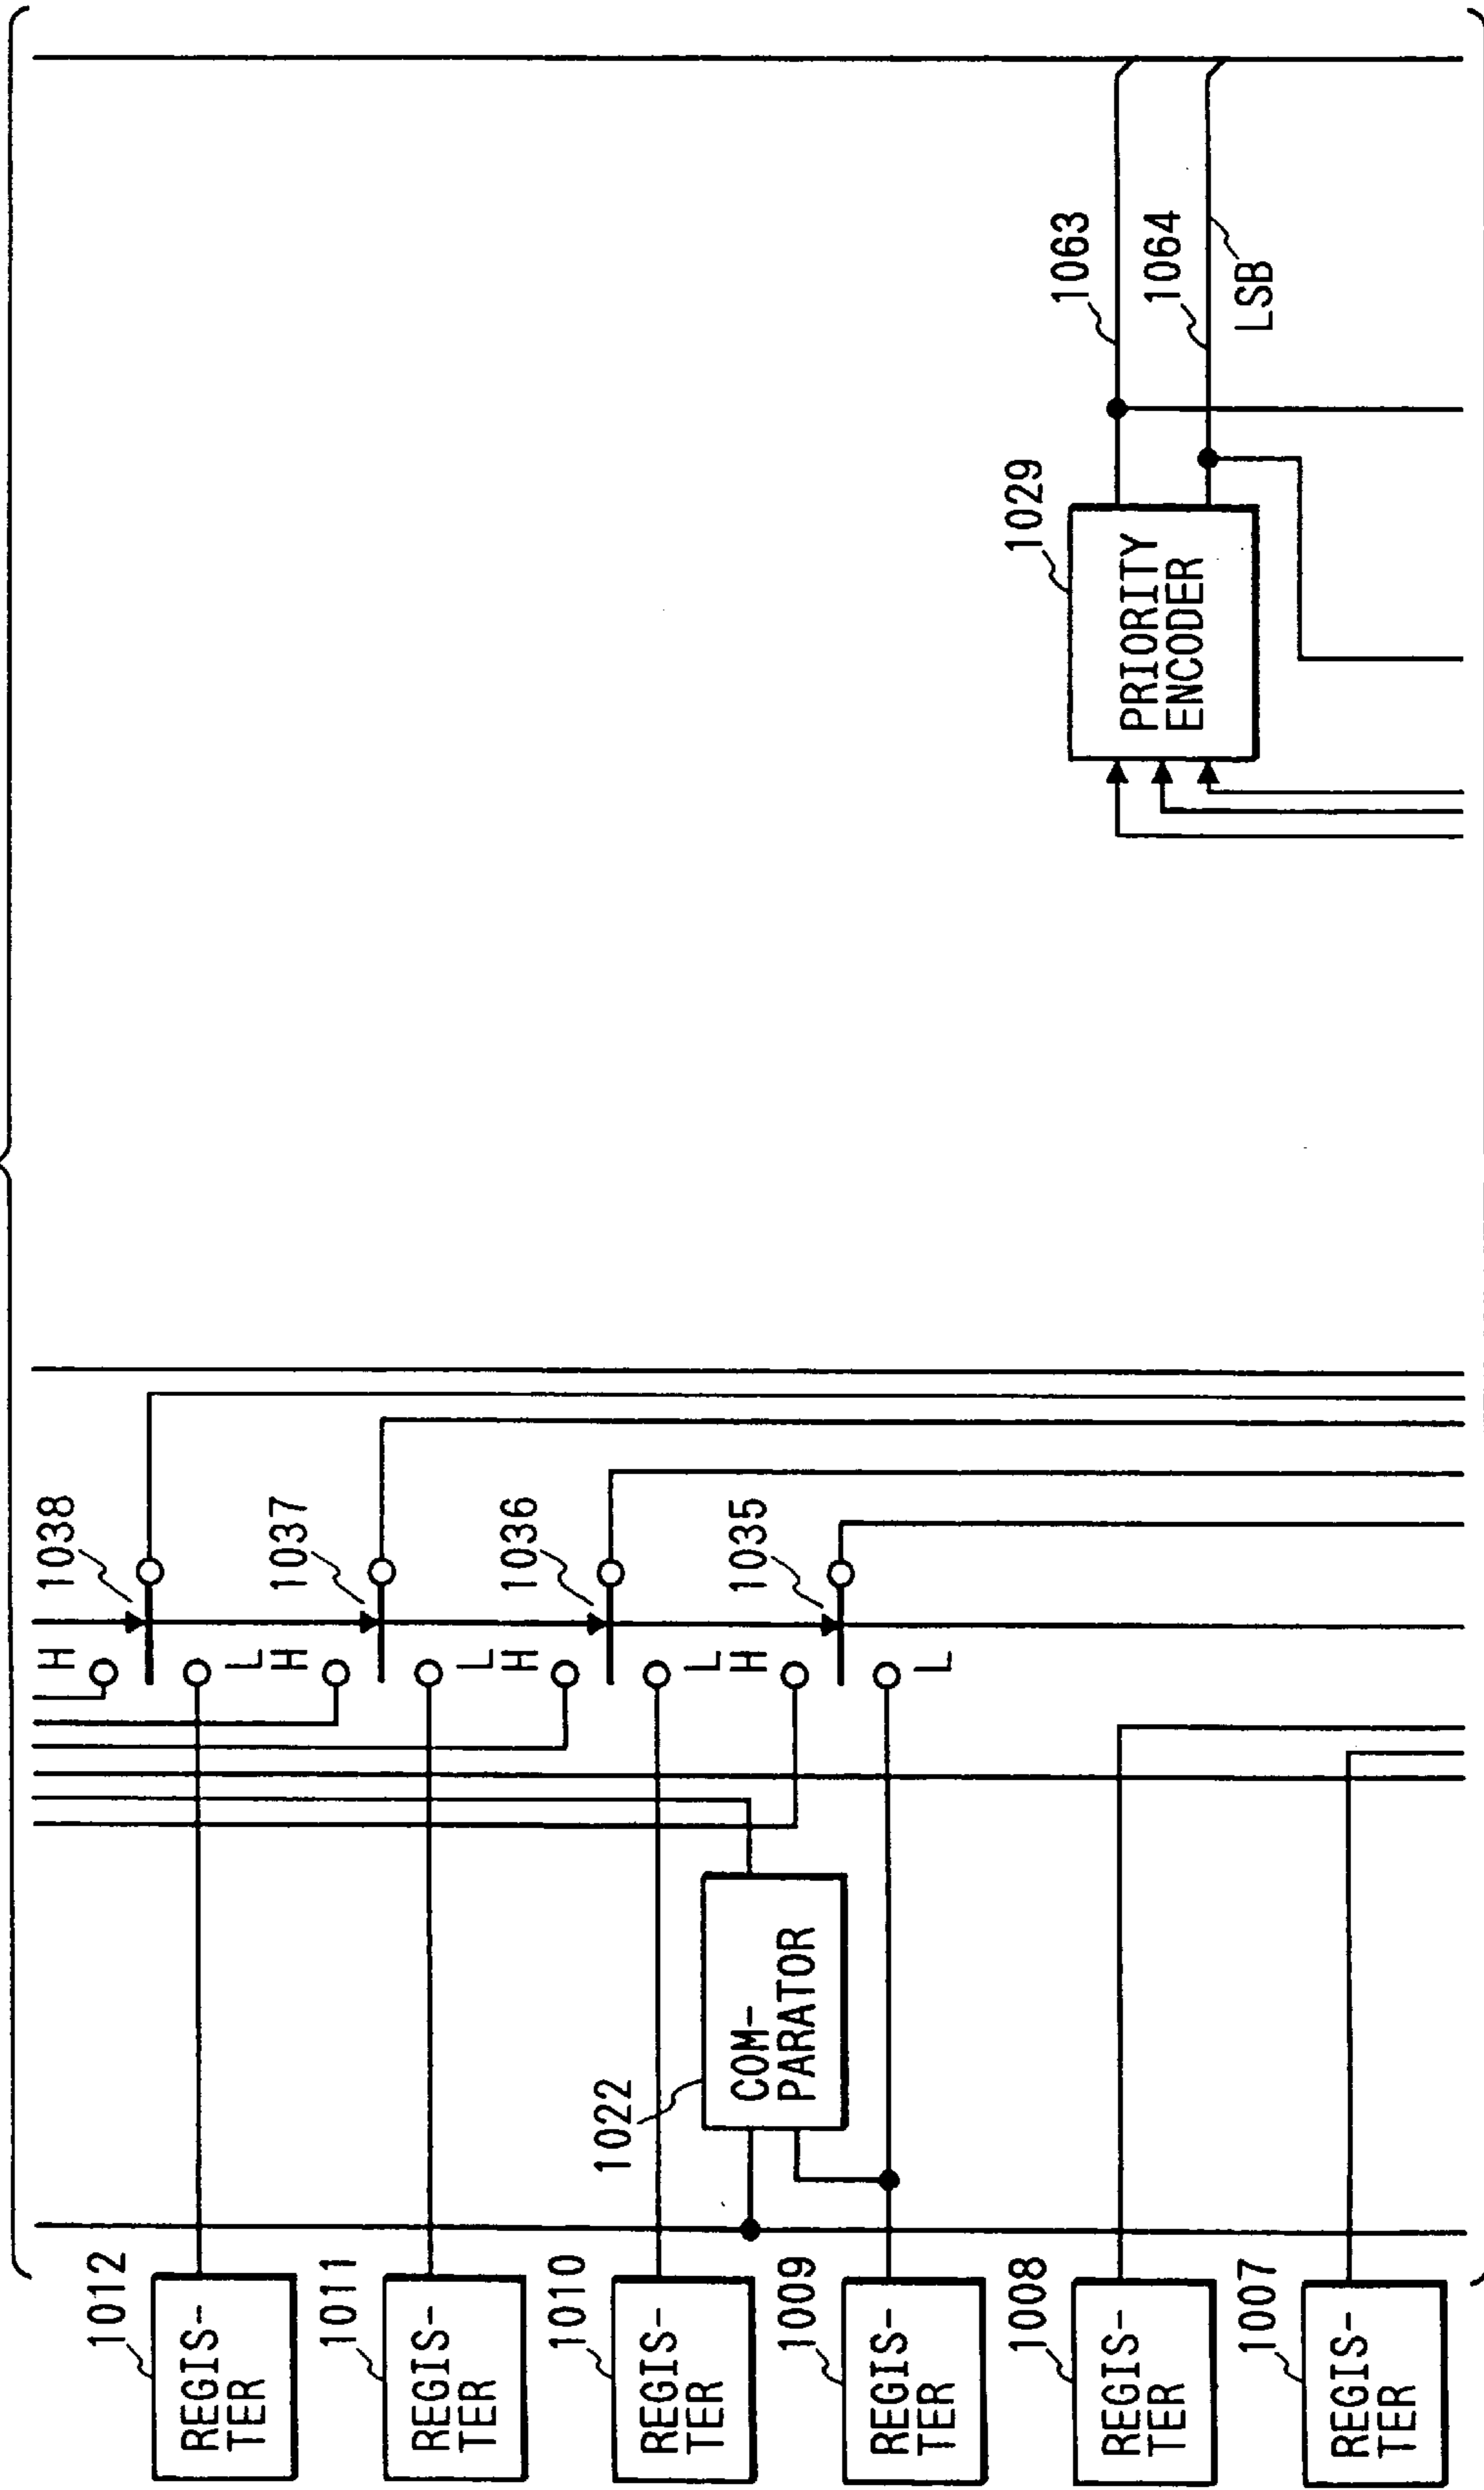 1012
REGIS-
TER
1038
H
L
1011
REGIS-
TER
1037
H
L
1010
REGIS-
TER
1036
H
L
1022
COM-
PARATOR
1009
REGIS-
TER
1035
H
L
1008
REGIS-
TER
1029
PRIORITY
ENCODER
1063
1064
LSB
1007
REGIS-
TER